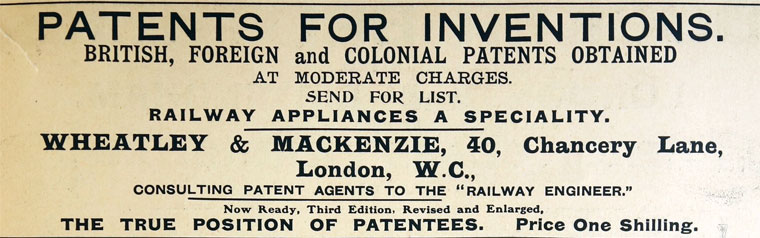 PATENTS FOR INVENTIONS.
BRITISH, FOREIGN and COLONIAL PATENTS OBTAINED
AT MODERATE CHARGES.
SEND FOR LIST.
RAILWAY APPLIANCES A SPECIALITY.
WHEATLEY & MACKENZIE, 40, Chancery Lane,
London, W.C.,
CONSULTING PATENT AGENTS TO THE "RAILWAY ENGINEER."
Now Ready, Third Edition, Revised and Enlarged,
THE TRUE POSITION OF PATENTEES. Price One Shilling.